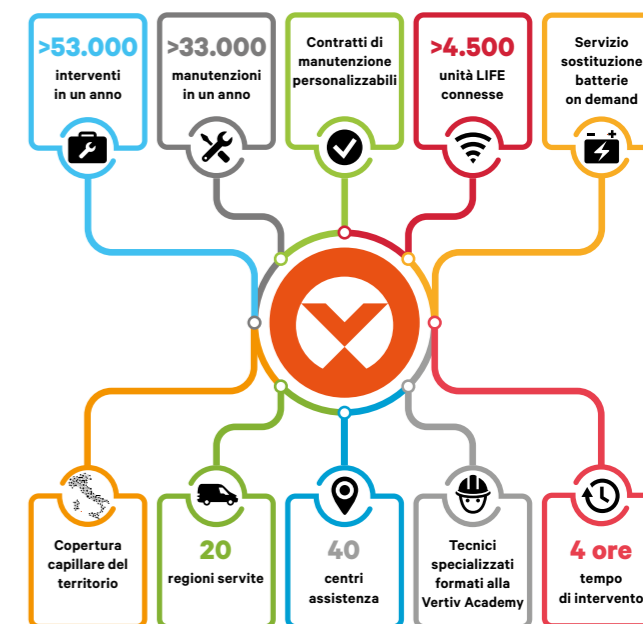 >53.000
interventi
in un anno
>33.000
manutenzioni
in un anno
Contratti di
manutenzione
personalizzabili
>4.500
unità LIFE
connesse
Servizio
sostituzione
batterie
on demand
Copertura
capillare del
territorio
20
regioni servite
40
centri
assistenza
Tecnici
specializzati
formati alla
Vertiv Academy
4 ore
tempo
di intervento